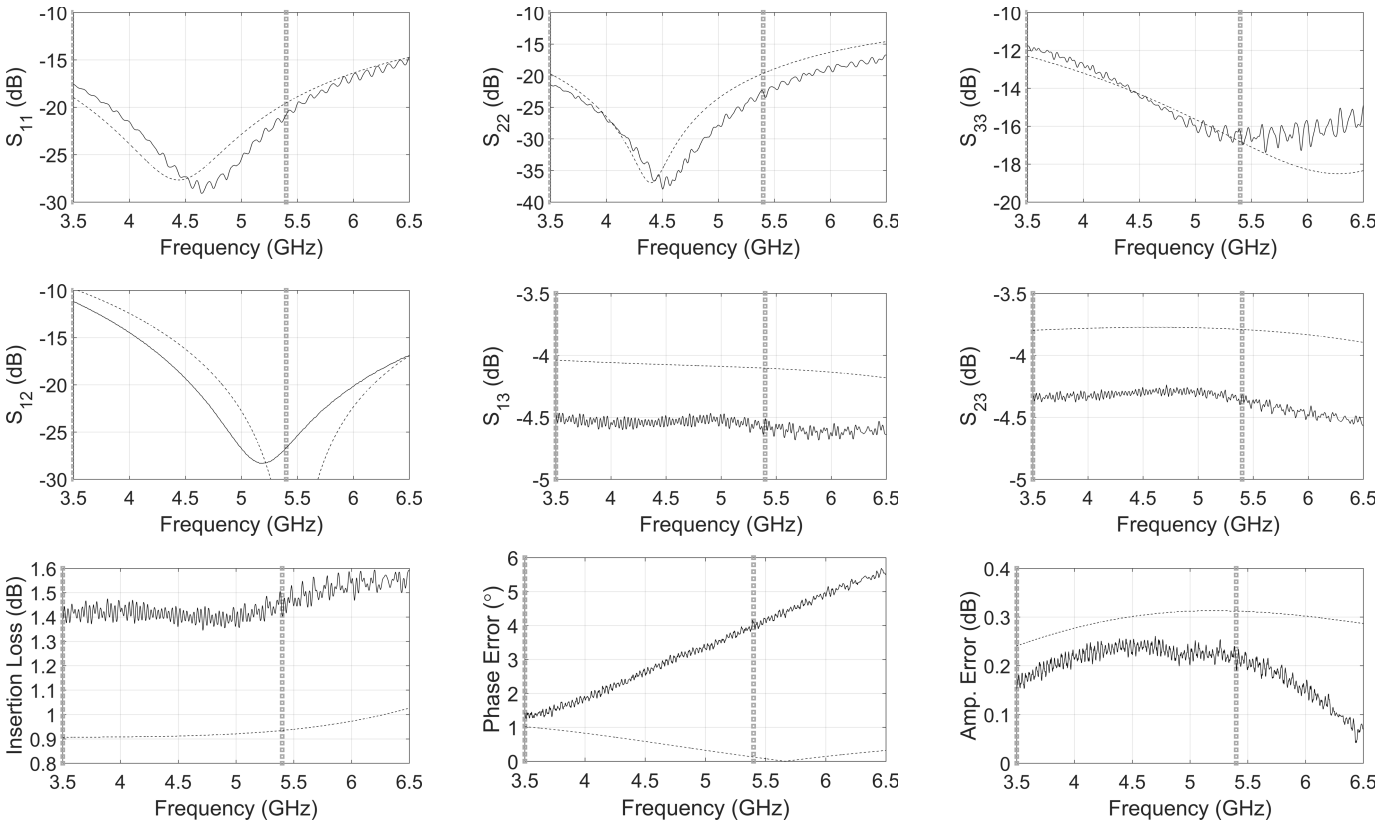 -10
-15
-20
-25
-30
S11 (dB)
3.5 4 4.5 5 5.5 6 6.5
Frequency (GHz)
-10
-15
-20
-25
-30
-35
-40
S22 (dB)
3.5 4 4.5 5 5.5 6 6.5
Frequency (GHz)
-10
-12
-14
-16
-18
-20
S33 (dB)
3.5 4 4.5 5 5.5 6 6.5
Frequency (GHz)
-10
-15
-20
-25
-30
S12 (dB)
3.5 4 4.5 5 5.5 6 6.5
Frequency (GHz)
-3.5
-4
-4.5
-5
S13 (dB)
3.5 4 4.5 5 5.5 6 6.5
Frequency (GHz)
-3.5
-4
-4.5
-5
S23 (dB)
3.5 4 4.5 5 5.5 6 6.5
Frequency (GHz)
1.6
1.5
1.4
1.3
1.2
1.1
1
0.9
0.8
Insertion Loss (dB)
3.5 4 4.5 5 5.5 6 6.5
Frequency (GHz)
6
5
4
3
2
1
0
Phase Error (°)
3.5 4 4.5 5 5.5 6 6.5
Frequency (GHz)
0.4
0.3
0.2
0.1
0
Amp. Error (dB)
3.5 4 4.5 5 5.5 6 6.5
Frequency (GHz)